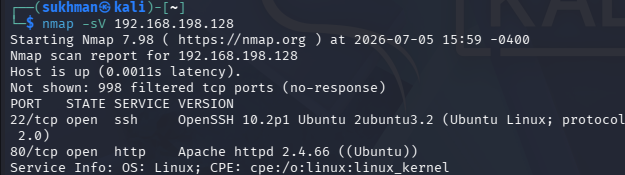 ┌──(sukhman㉿kali)-[~]
└─$ nmap -sV 192.168.198.128
Starting Nmap 7.98 ( https://nmap.org ) at 2026-07-05 15:59 -0400
Nmap scan report for 192.168.198.128
Host is up (0.0011s latency).
Not shown: 998 filtered tcp ports (no-response)
PORT   STATE SERVICE VERSION
22/tcp open  ssh     OpenSSH 10.2p1 Ubuntu 2ubuntu3.2 (Ubuntu Linux; protocol
 2.0)
80/tcp open  http    Apache httpd 2.4.66 ((Ubuntu))
Service Info: OS: Linux; CPE: cpe:/o:linux:linux_kernel